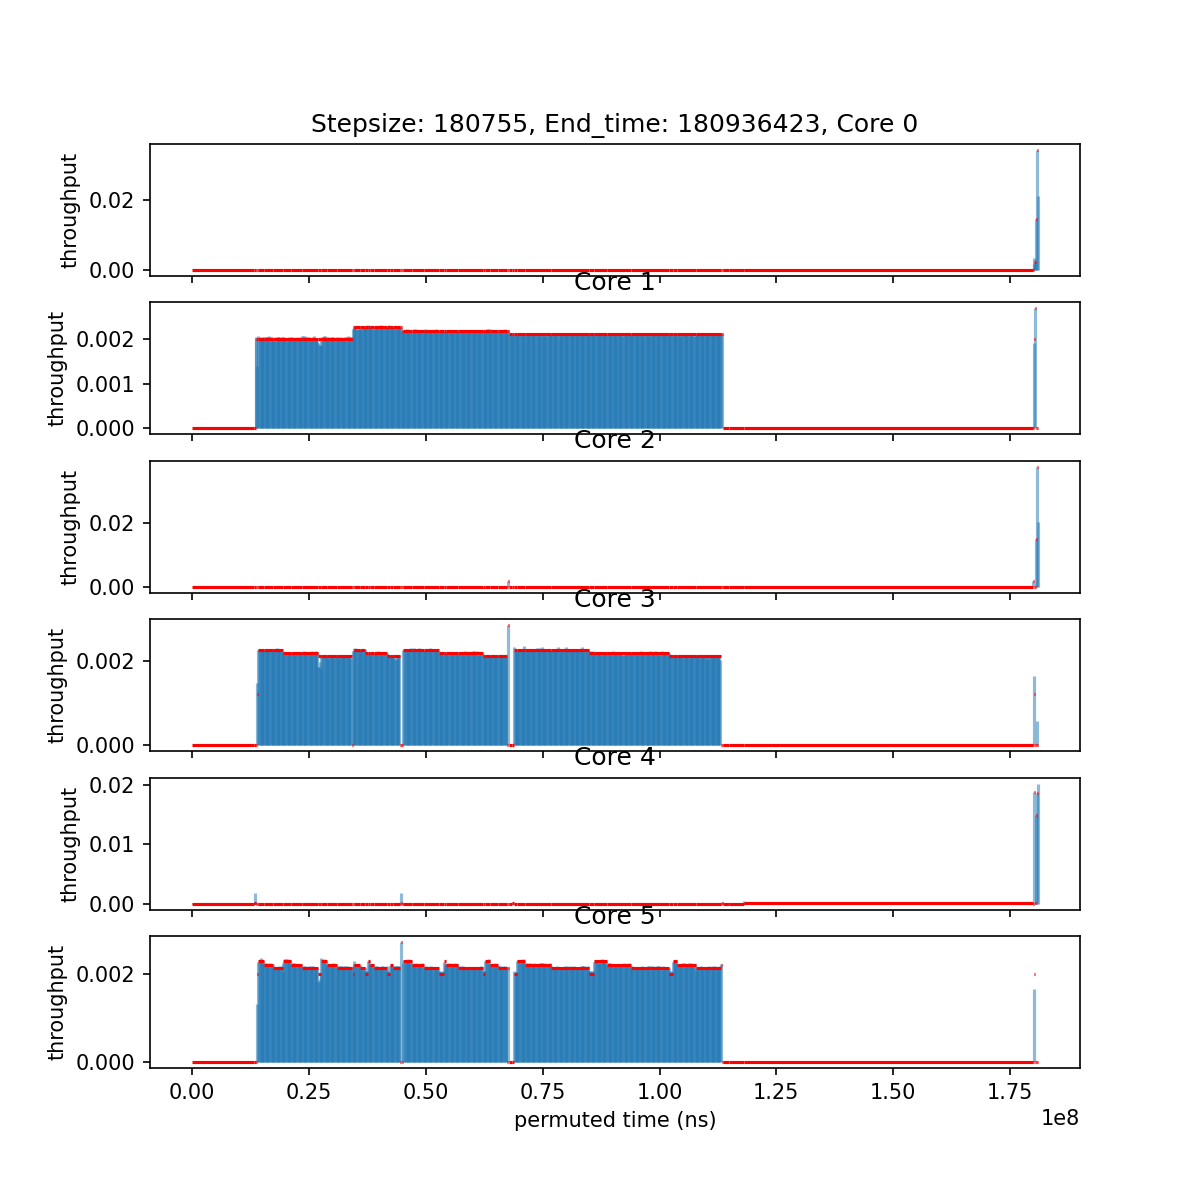 Stepsize: 180755, End_time: 180936423, Core 0
throughput
0.02
0.00
Core 1
throughput
0.002
0.001
0.000
Core 2
throughput
0.02
0.00
Core 3
throughput
0.002
0.000
Core 4
throughput
0.02
0.01
0.00
Core 5
throughput
0.002
0.000
0.00 0.25 0.50 0.75 1.00 1.25 1.50 1.75
permuted time (ns)
1e8